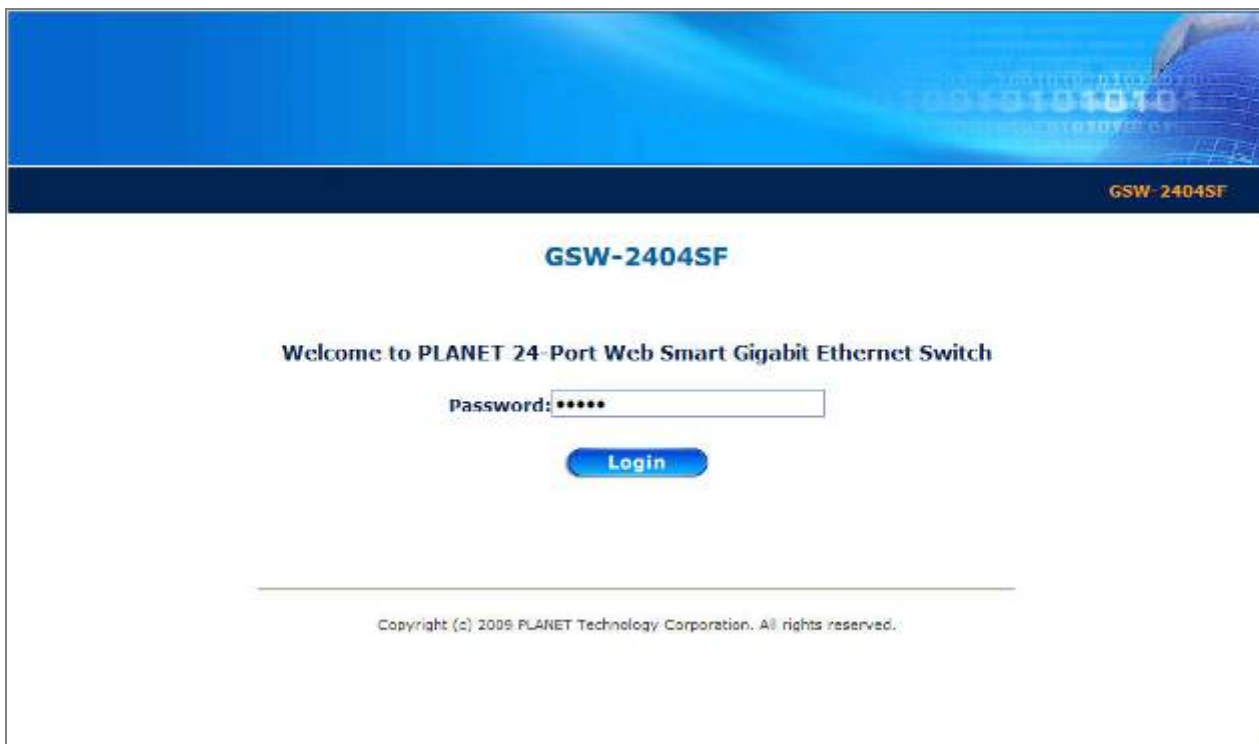 10010101010101
GSW-2404SF
GSW-2404SF
Welcome to PLANET 24-Port Web Smart Gigabit Ethernet Switch
Password:•••••
Login
Copyright (c) 2009 PLANET Technology Corporation. All rights reserved.